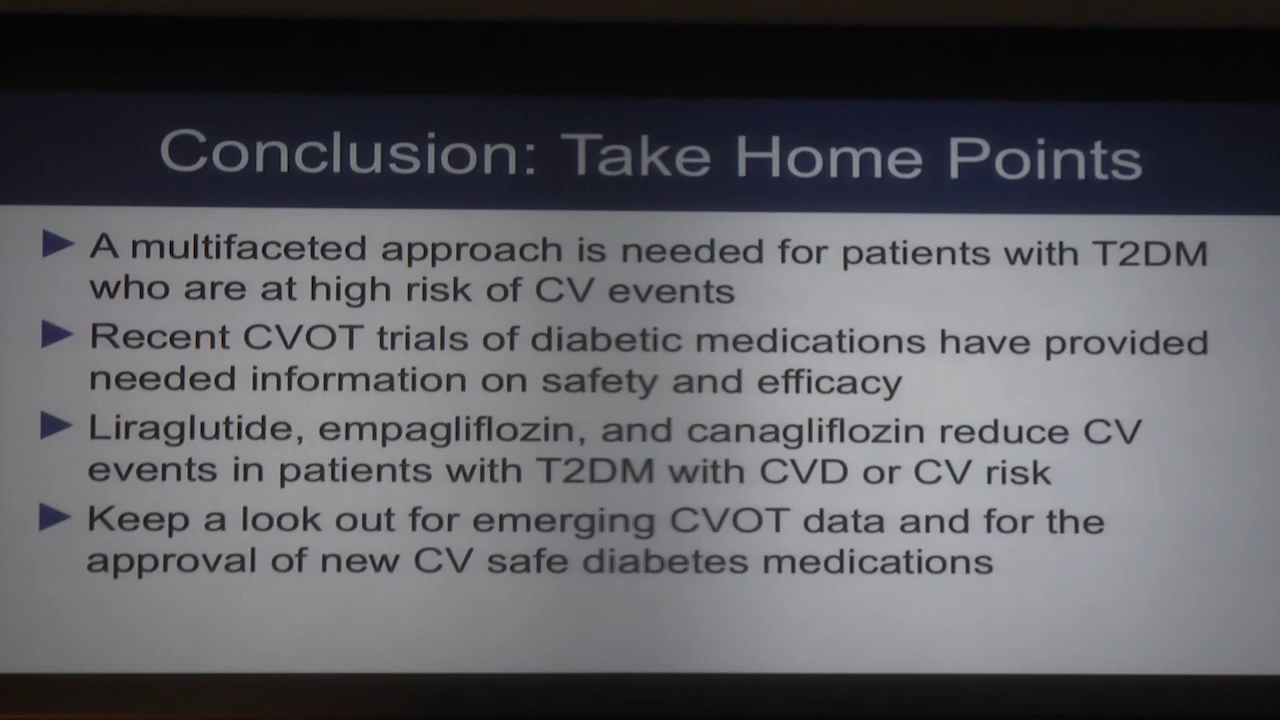 Conclusion: Take Home Points
A multifaceted approach is needed for patients with T2DM
who are at high risk of CV events
Recent CVOT trials of diabetic medications have provided
needed information on safety and efficacy
Liraglutide, empagliflozin, and canagliflozin reduce CV
events in patients with T2DM with CVD or CV risk
Keep a look out for emerging CVOT data and for the
approval of new CV safe diabetes medications